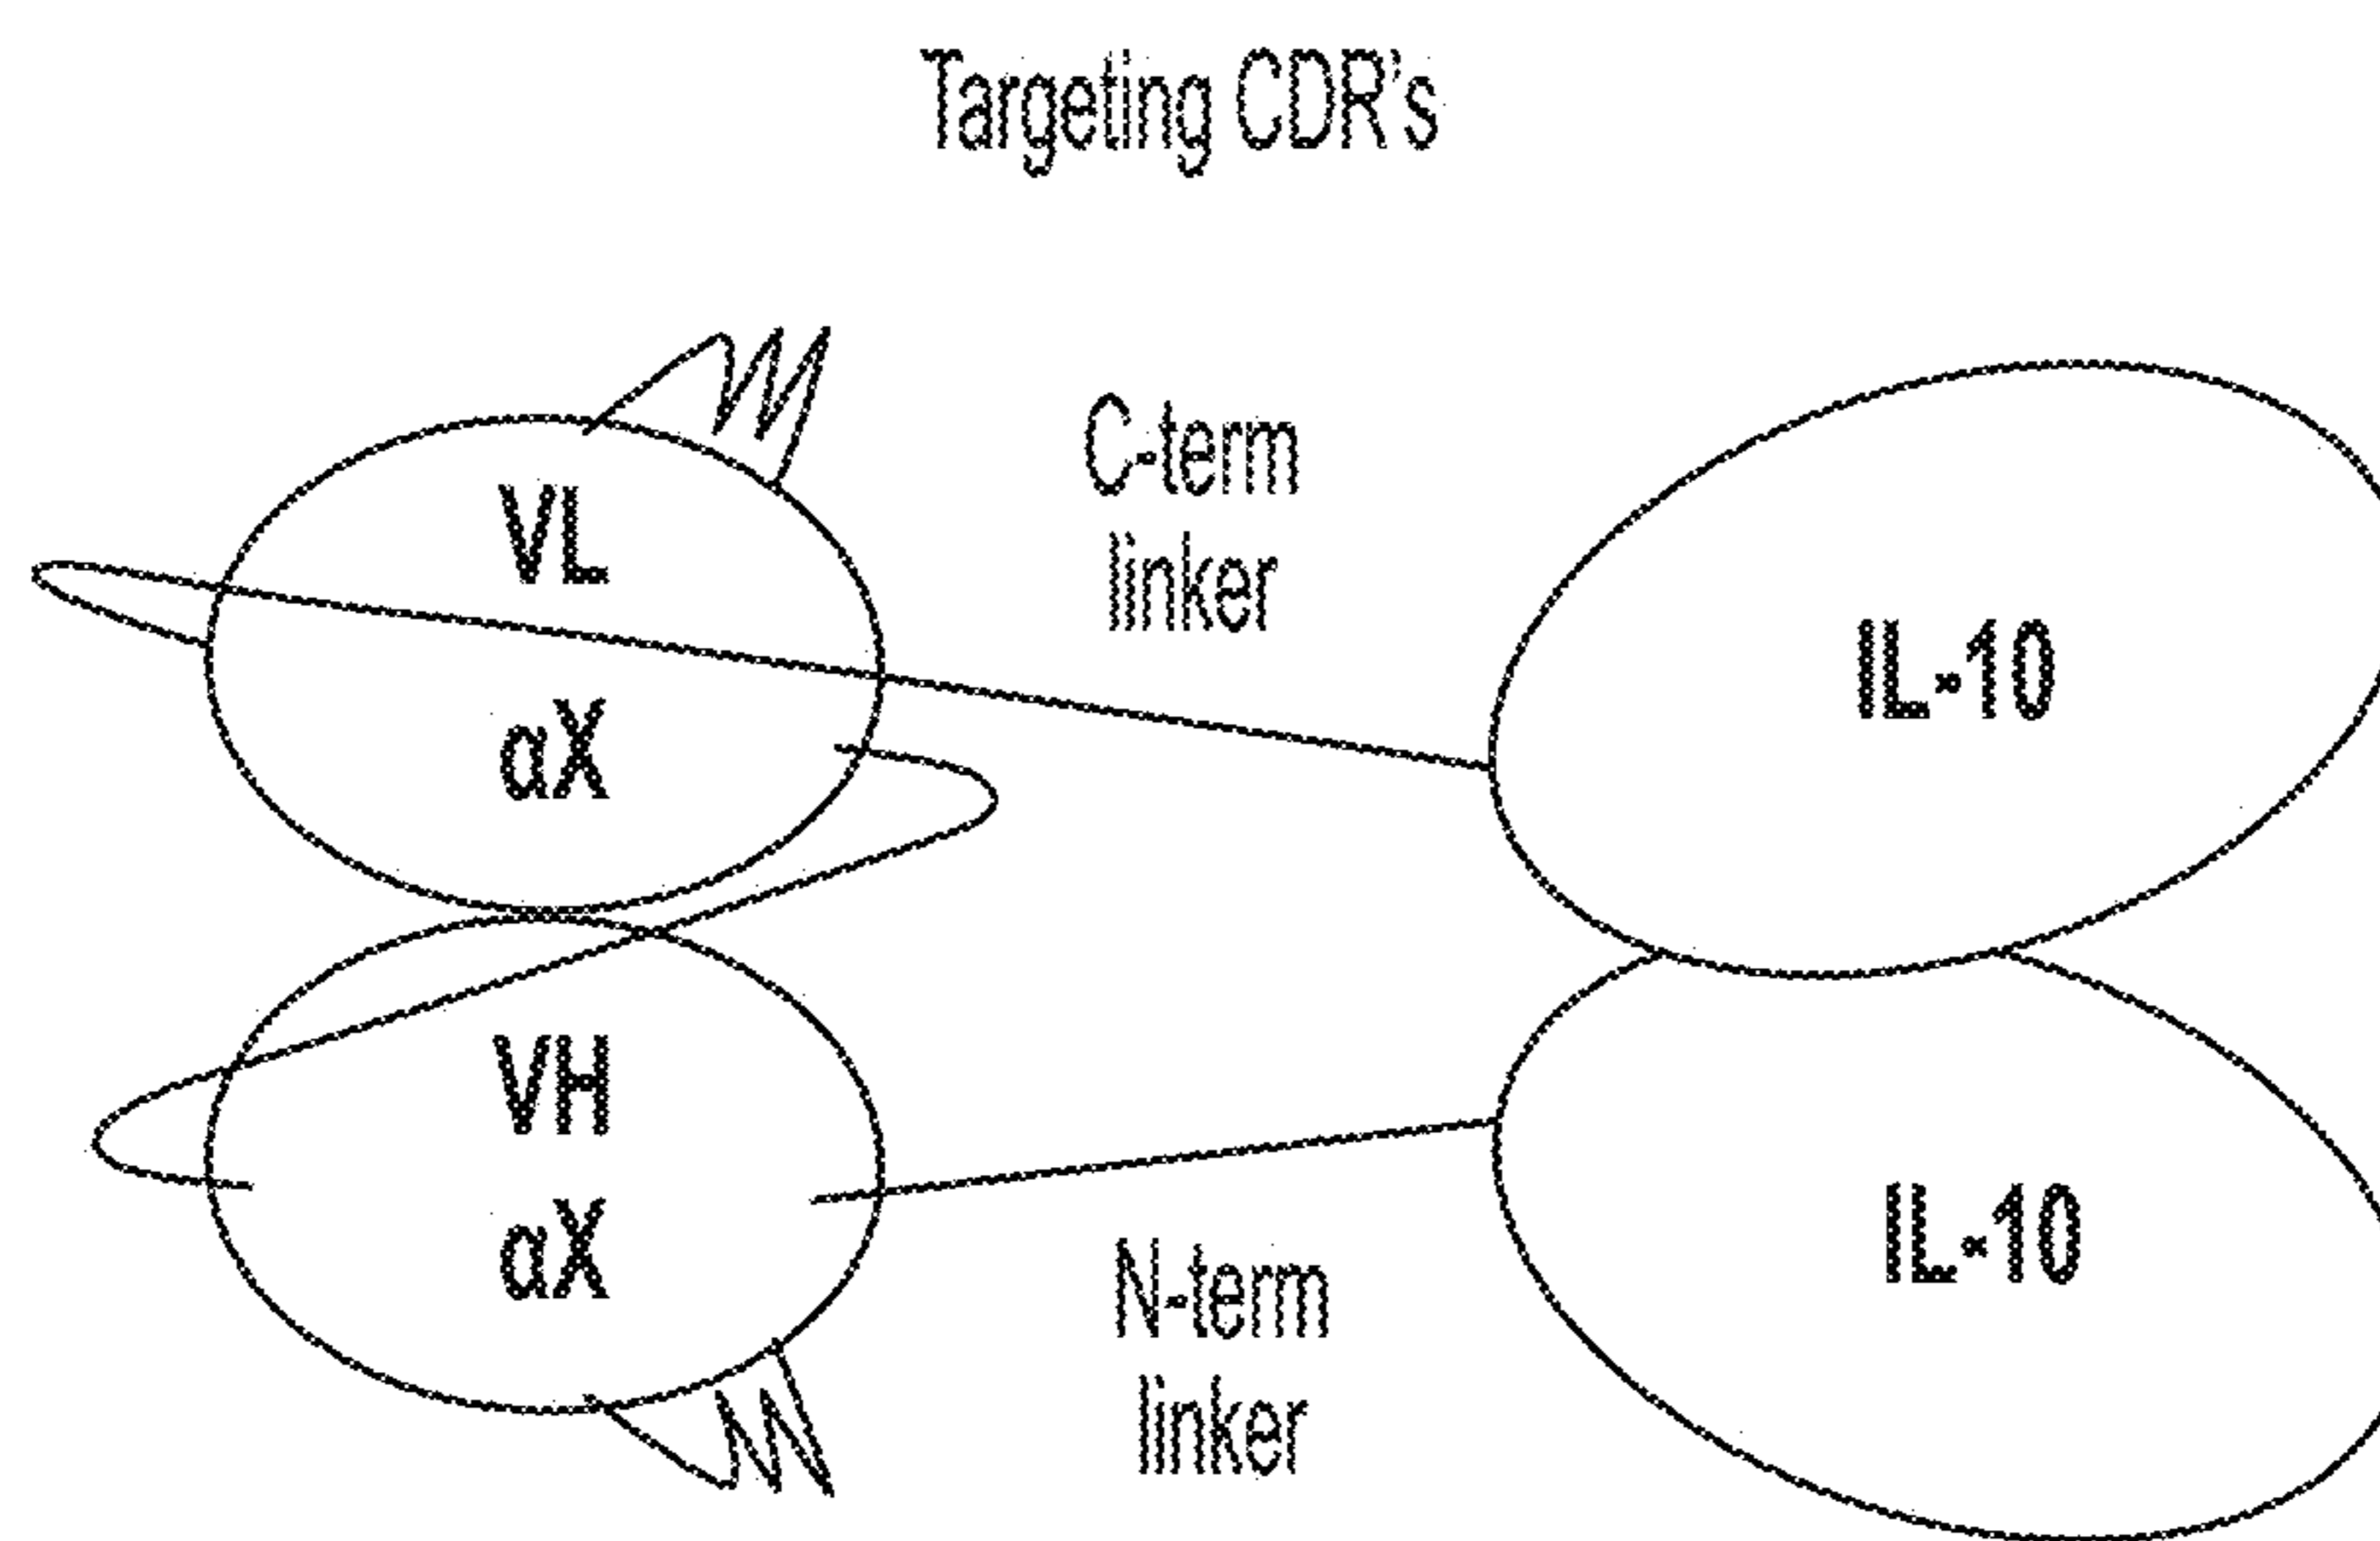 Targeting CDR's
VL
αX
C-term
linker
IL-10
VH
αX
N-term
linker
IL-10